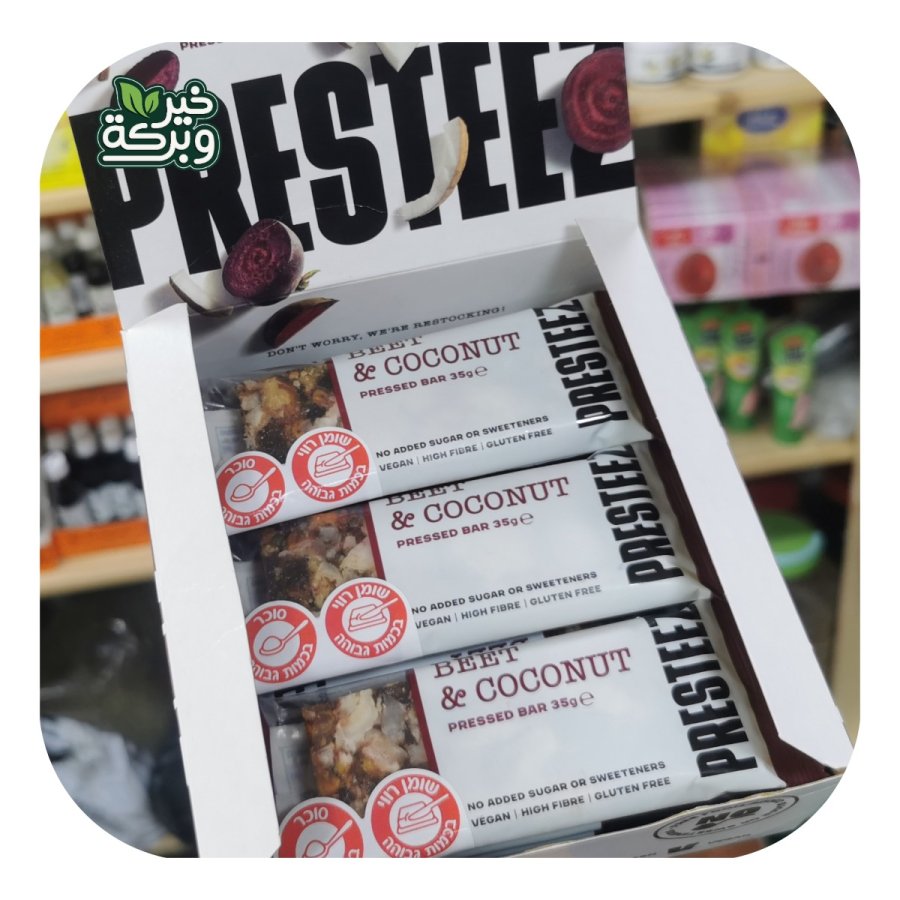 خير
وبركة
PRESTEEZ
DON'T WORRY, WE'RE RESTOCKING!
BEET
& COCONUT
PRESSED BAR 35g℮
NO ADDED SUGAR OR SWEETENERS
VEGAN | HIGH FIBRE | GLUTEN FREE
PRESTEEZ
סוכר
בכמות גבוהה
שומן רווי
בכמות גבוהה
BEET
& COCONUT
PRESSED BAR 35g℮
NO ADDED SUGAR OR SWEETENERS
VEGAN | HIGH FIBRE | GLUTEN FREE
PRESTEEZ
סוכר
בכמות גבוהה
שומן רווי
בכמות גבוהה
BEET
& COCONUT
PRESSED BAR 35g℮
NO ADDED SUGAR OR SWEETENERS
VEGAN | HIGH FIBRE | GLUTEN FREE
PRESTEEZ
סוכר
שומן רווי
בכמות גבוהה
NO